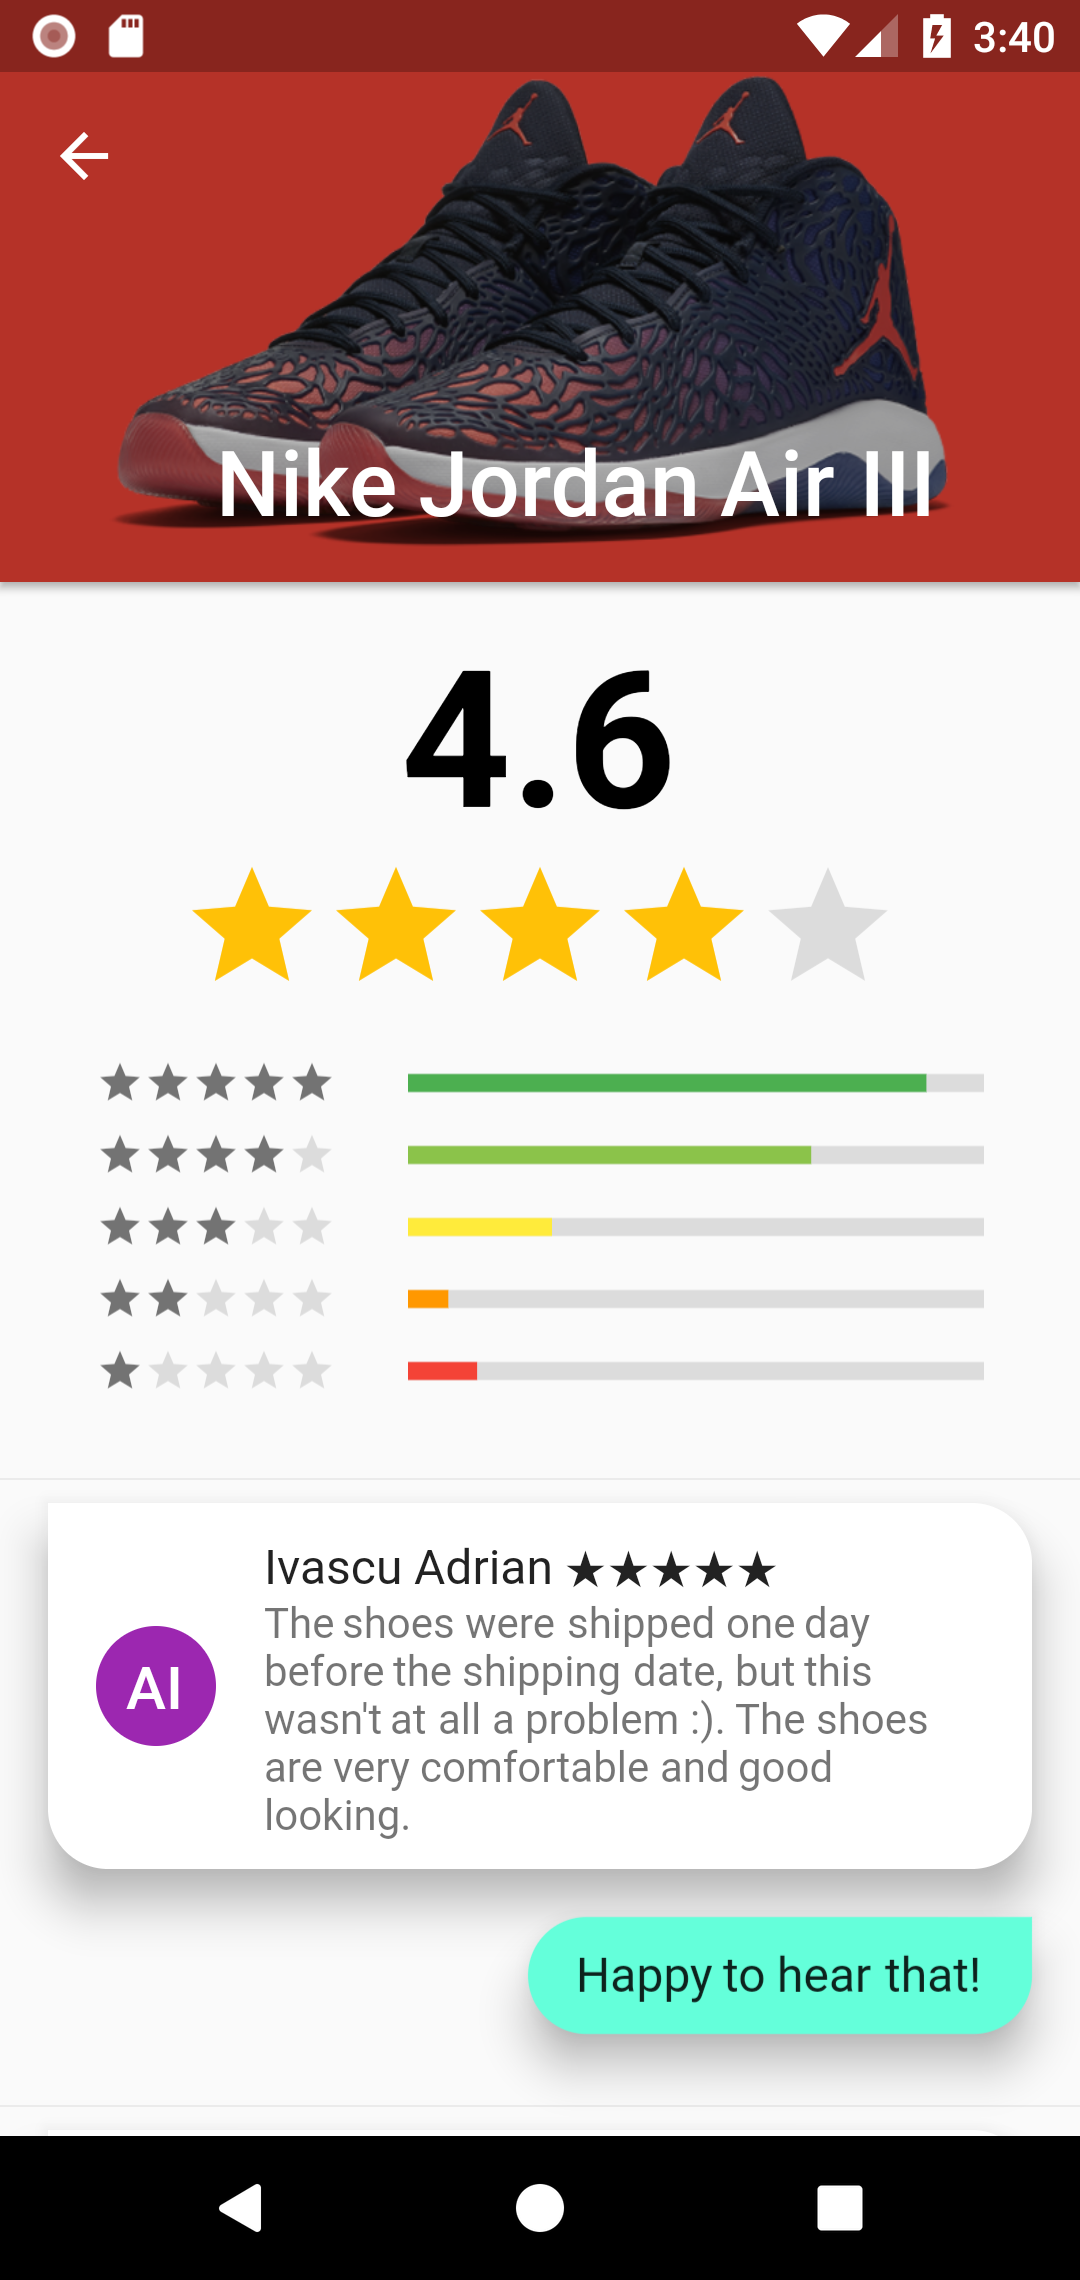 3:40
Nike Jordan Air III
4.6
Ivascu Adrian ★★★★★
The shoes were shipped one day
before the shipping date, but this
wasn't at all a problem :). The shoes
are very comfortable and good
looking.
AI
Happy to hear that!